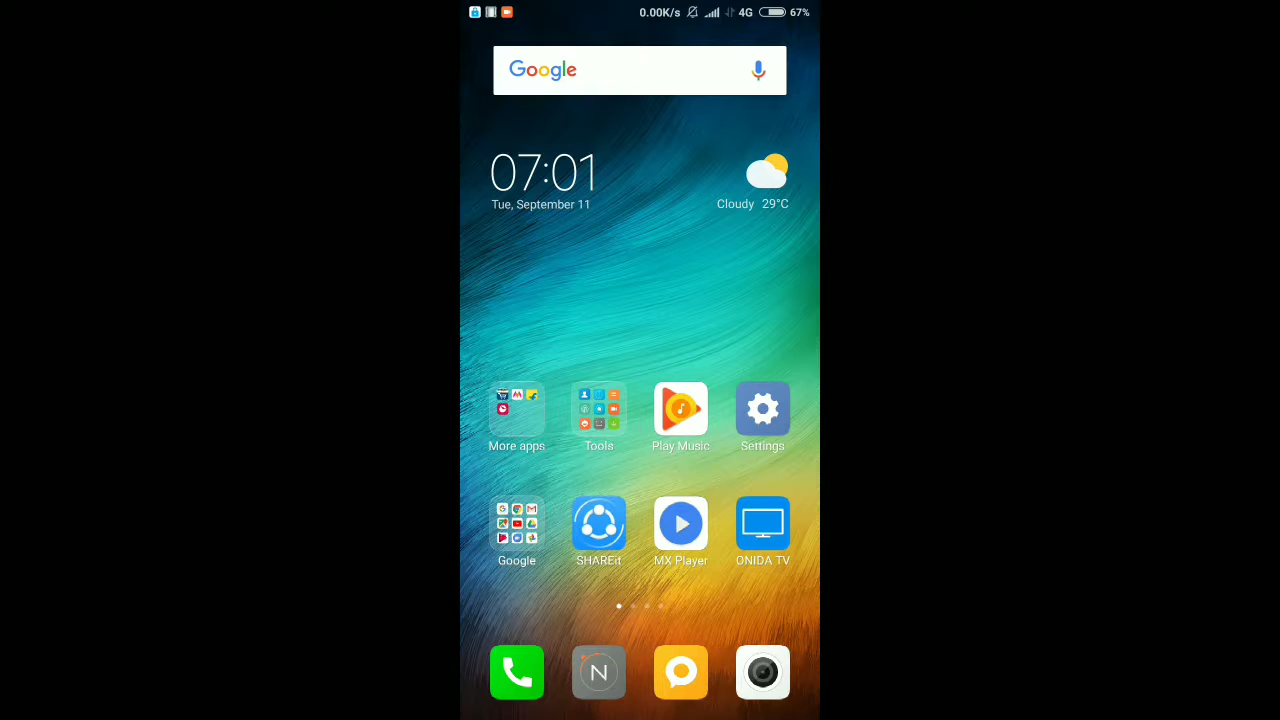 0.00K/s 4G 67%
Google
07:01
Tue, September 11
Cloudy 29°C
More apps Tools Play Music Settings
Google SHAREit MX Player ONIDA TV
N